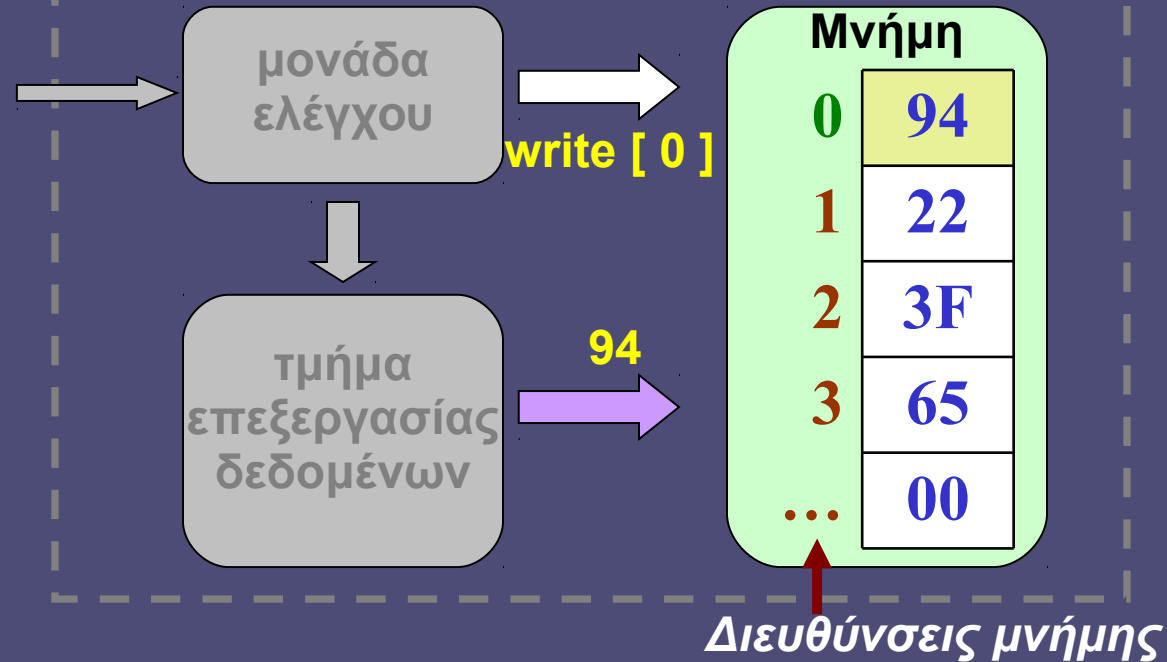 μονάδα
ελέγχου
write [ 0 ]
τμήμα
επεξεργασίας
δεδομένων
94
Μνήμη
0 94
1 22
2 3F
3 65
... 00
Διευθύνσεις μνήμης